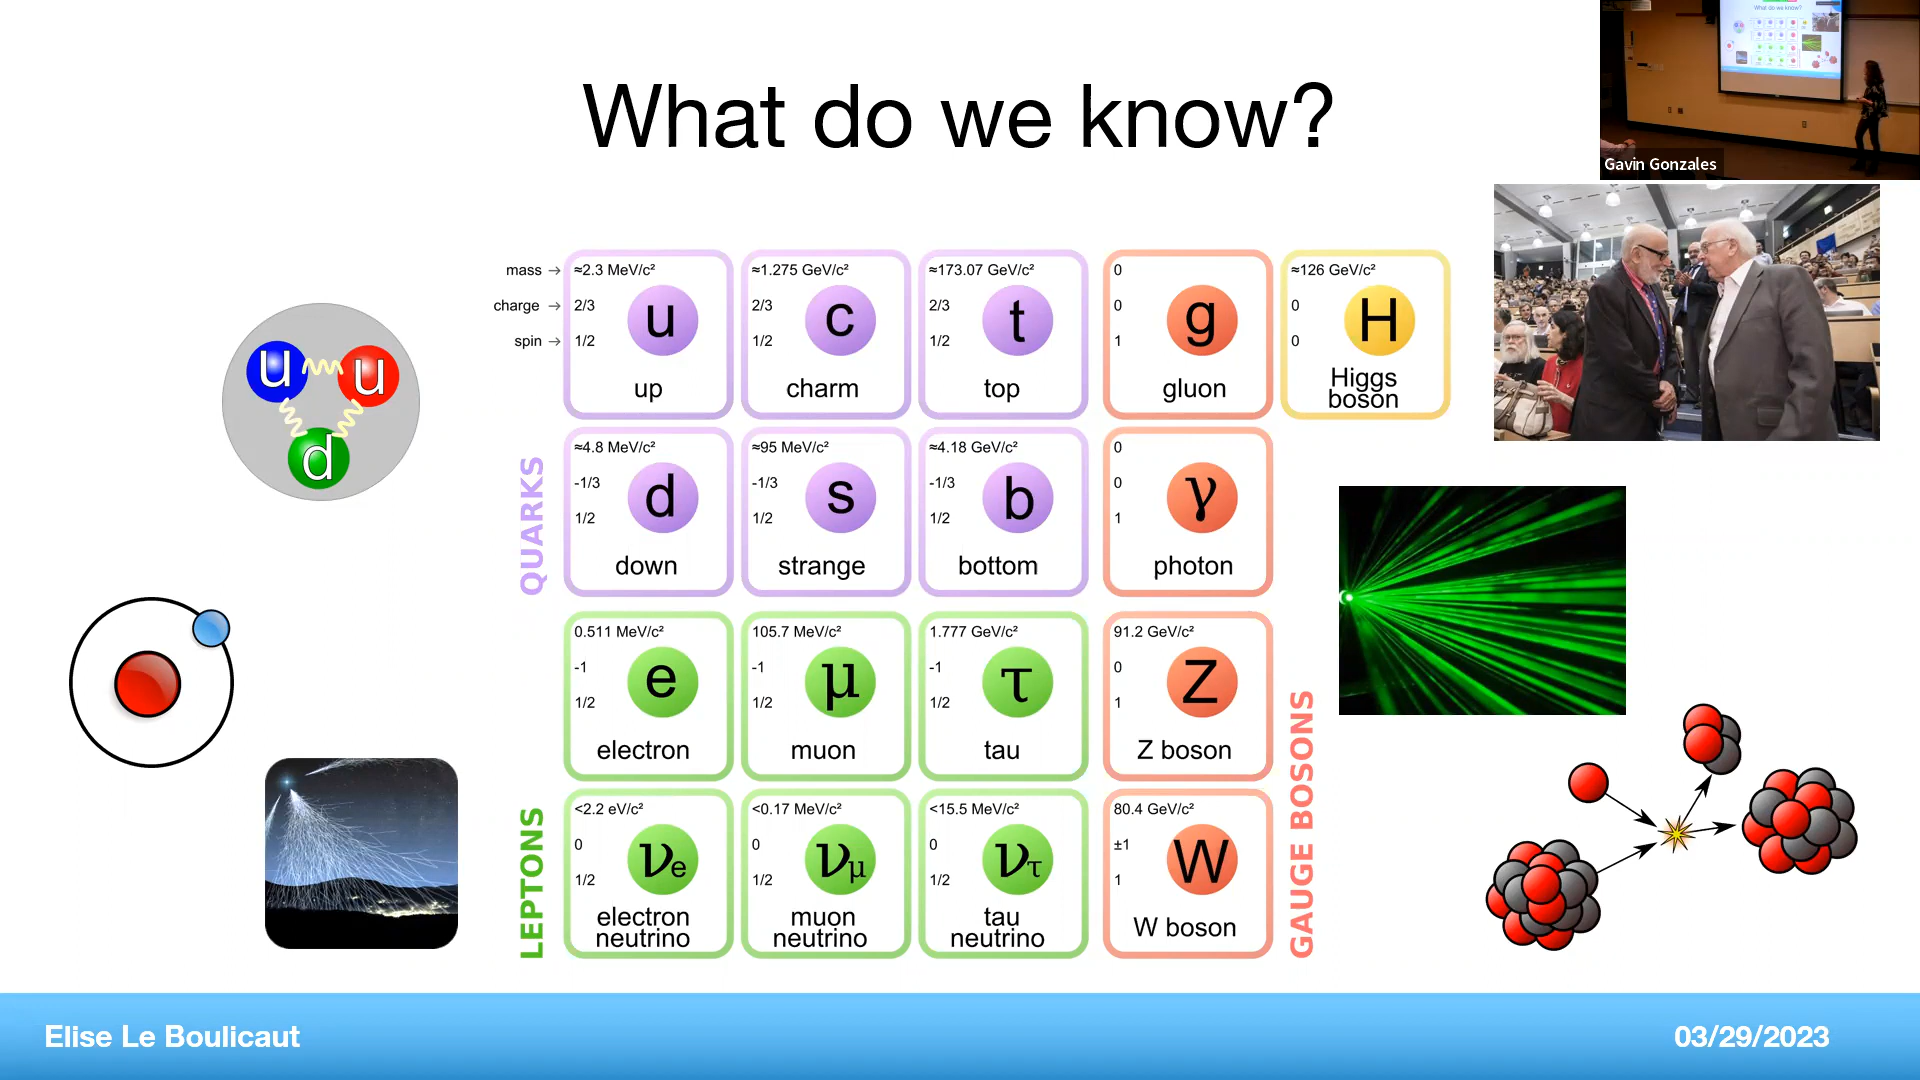 What do we know?
What do we know?
Gavin Gonzales
mass → ≈2.3 MeV/c² ≈1.275 GeV/c² ≈173.07 GeV/c² 0 ≈126 GeV/c²
charge → 2/3 2/3 2/3 0 0
spin → 1/2 1/2 1/2 1 0
u c t g H
up charm top gluon Higgs
boson
u u
d
QUARKS
≈4.8 MeV/c² ≈95 MeV/c² ≈4.18 GeV/c² 0
-1/3 -1/3 -1/3 0
1/2 1/2 1/2 1
d s b γ
down strange bottom photon
0.511 MeV/c² 105.7 MeV/c² 1.777 GeV/c² 91.2 GeV/c²
-1 -1 -1 0
1/2 1/2 1/2 1
e μ τ Z
electron muon tau Z boson
LEPTONS
<2.2 eV/c² <0.17 MeV/c² <15.5 MeV/c² 80.4 GeV/c²
0 0 0 ±1
1/2 1/2 1/2 1
νe νμ ντ W
electron muon tau W boson
neutrino neutrino neutrino
GAUGE BOSONS
Elise Le Boulicaut 03/29/2023